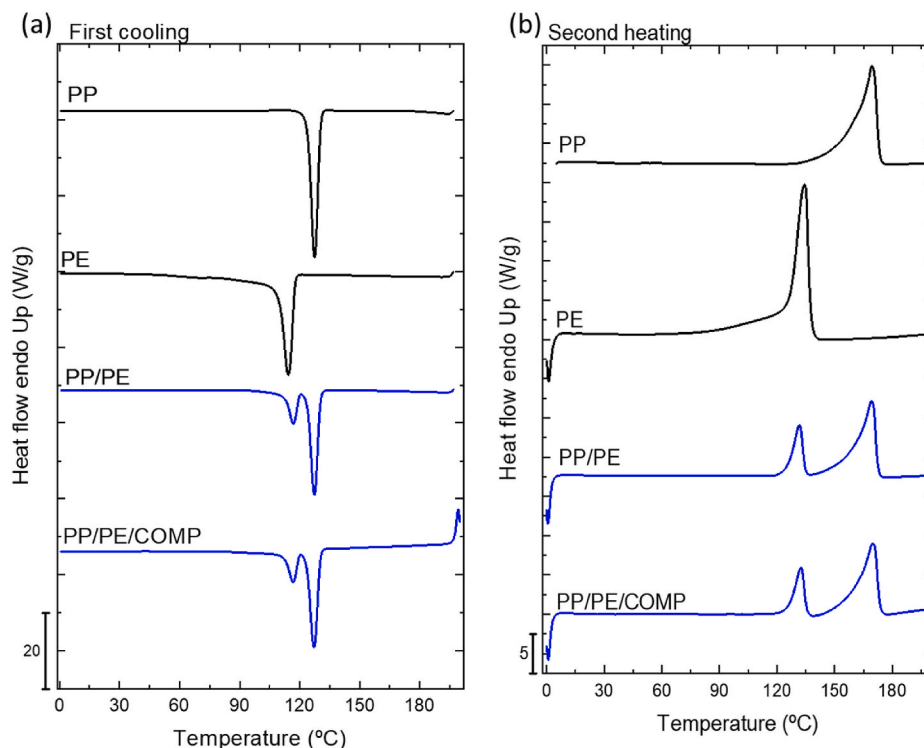 (a) First cooling
PP
PE
PP/PE
PP/PE/COMP
20
0 30 60 90 120 150 180
Temperature (ºC)
Heat flow endo Up (W/g)
(b) Second heating
PP
PE
PP/PE
PP/PE/COMP
5
0 30 60 90 120 150 180
Temperature (ºC)
Heat flow endo Up (W/g)